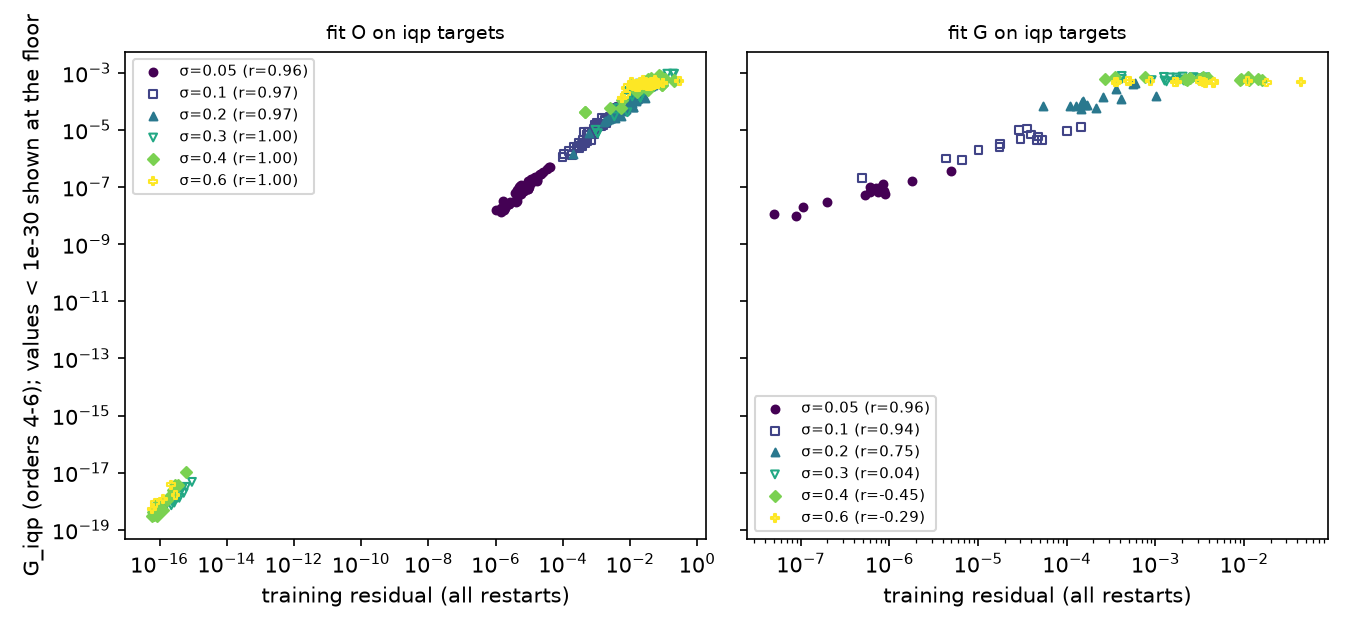 fit O on iqp targets
fit G on iqp targets
G_iqp (orders 4-6); values < 1e-30 shown at the floor
10⁻³
10⁻⁵
10⁻⁷
10⁻⁹
10⁻¹¹
10⁻¹³
10⁻¹⁵
10⁻¹⁷
10⁻¹⁹
σ=0.05 (r=0.96)
σ=0.1 (r=0.97)
σ=0.2 (r=0.97)
σ=0.3 (r=1.00)
σ=0.4 (r=1.00)
σ=0.6 (r=1.00)
10⁻¹⁶ 10⁻¹⁴ 10⁻¹² 10⁻¹⁰ 10⁻⁸ 10⁻⁶ 10⁻⁴ 10⁻² 10⁰
training residual (all restarts)
σ=0.05 (r=0.96)
σ=0.1 (r=0.94)
σ=0.2 (r=0.75)
σ=0.3 (r=0.04)
σ=0.4 (r=-0.45)
σ=0.6 (r=-0.29)
10⁻⁷ 10⁻⁶ 10⁻⁵ 10⁻⁴ 10⁻³ 10⁻²
training residual (all restarts)